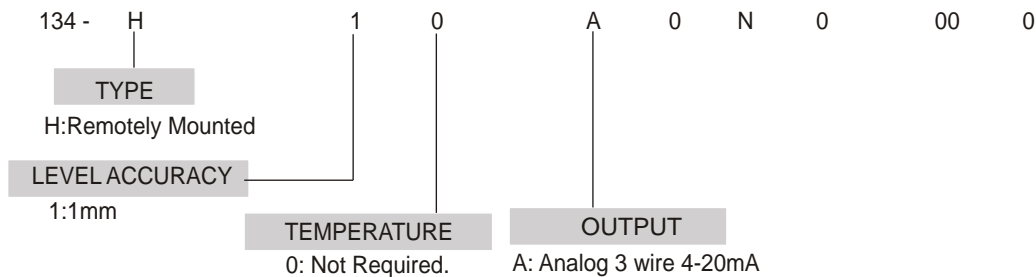 134 - H 1 0 A 0 N 0 00 0
TYPE
H:Remotely Mounted
LEVEL ACCURACY
1:1mm
TEMPERATURE
0: Not Required.
OUTPUT
A: Analog 3 wire 4-20mA